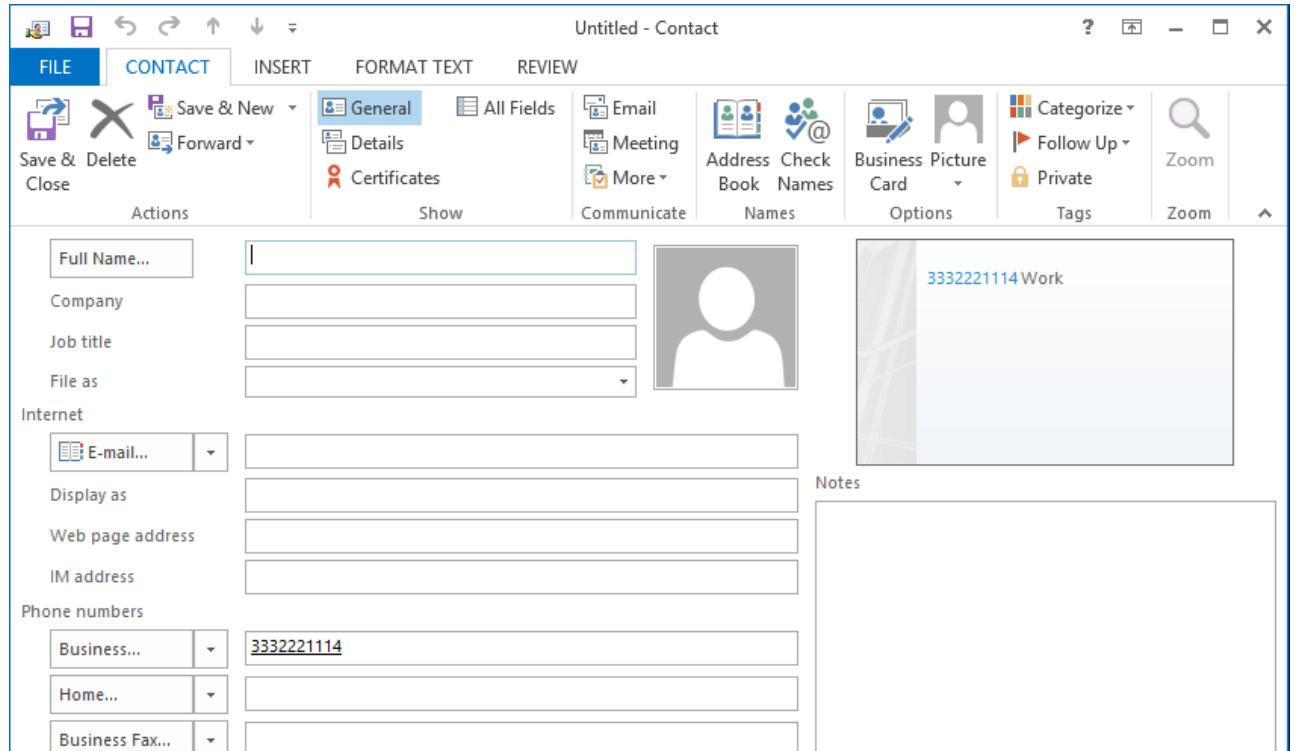 Untitled - Contact
?
FILE CONTACT INSERT FORMAT TEXT REVIEW
Save & Close
Delete
Save & New
Forward
Actions
General
Details
Certificates
All Fields
Show
Email
Meeting
More
Communicate
Address Book
Check Names
Names
Business Card
Picture
Options
Categorize
Follow Up
Private
Tags
Zoom
Zoom
Full Name...
Company
Job title
File as
Internet
E-mail...
Display as
Web page address
IM address
Phone numbers
Business... 3332221114
Home...
Business Fax...
3332221114 Work
Notes